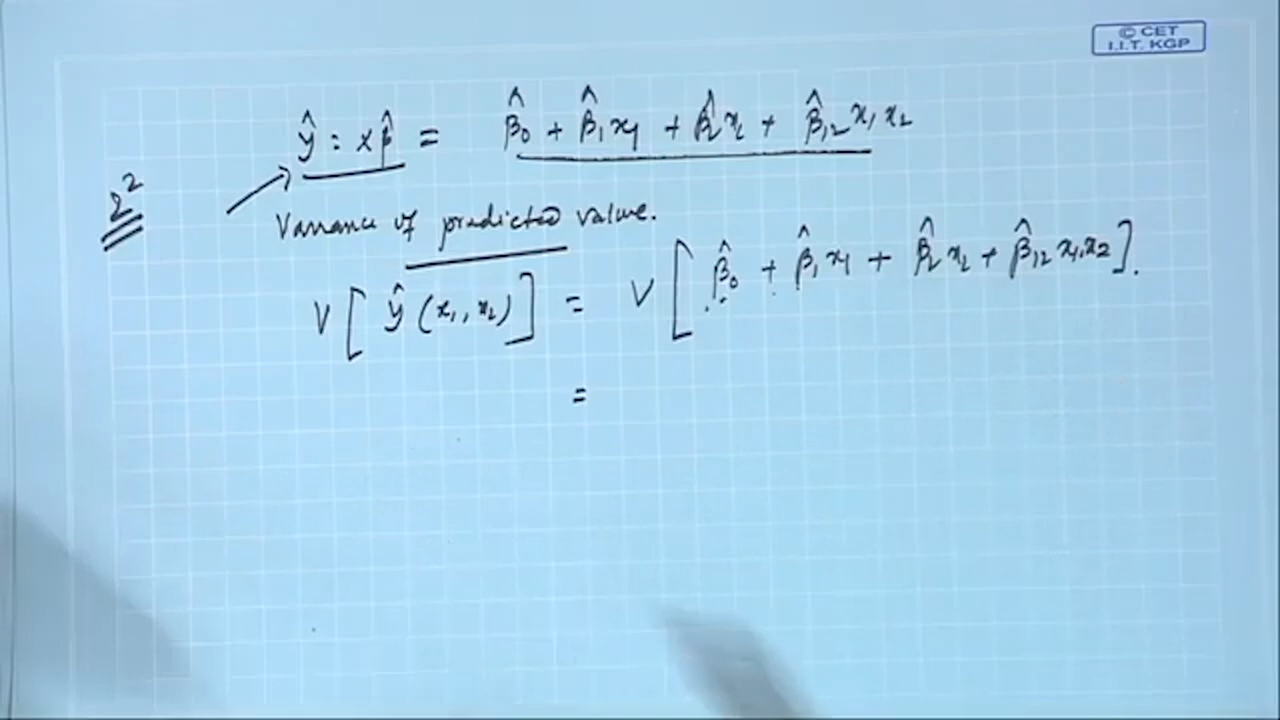 © CET
I.I.T. KGP
ŷ : xβ̂ = β̂₀ + β̂₁x₁ + β̂₂x₂ + β̂₁₂x₁x₂
2²
Variance of predicted value.
V[ŷ(x₁, x₂)] = V[β̂₀ + β̂₁x₁ + β̂₂x₂ + β̂₁₂x₁x₂].
=